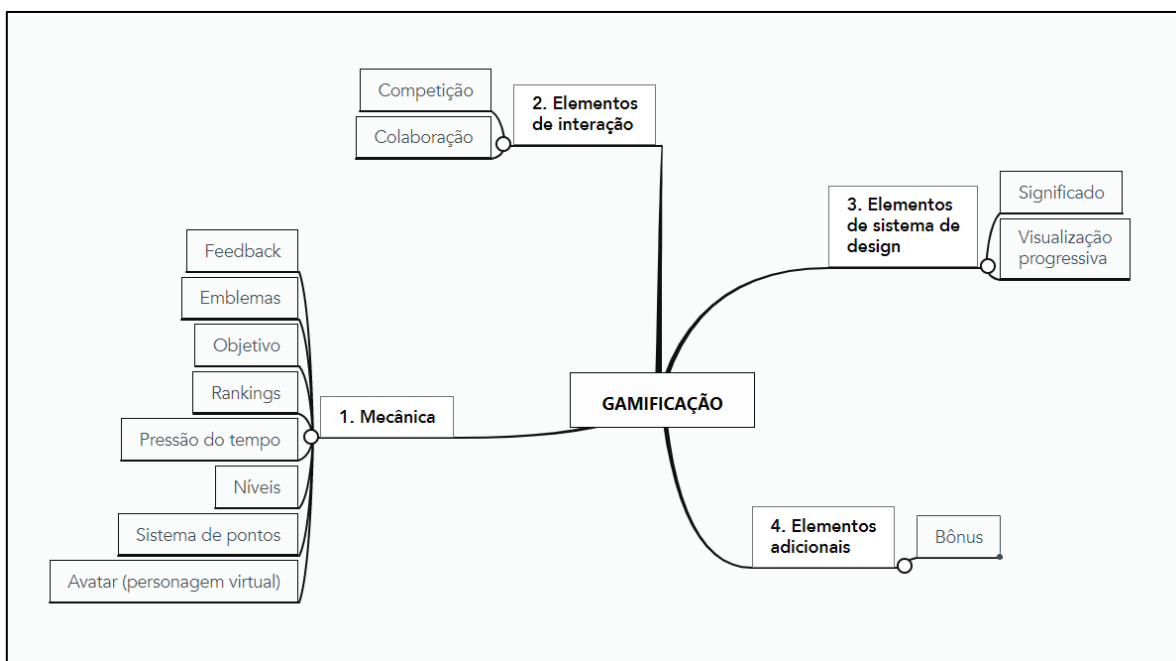 Competição
Colaboração
2. Elementos
de interação
3. Elementos
de sistema de
design
Significado
Visualização
progressiva
Feedback
Emblemas
Objetivo
Rankings
Pressão do tempo
Níveis
Sistema de pontos
Avatar (personagem virtual)
1. Mecânica
GAMIFICAÇÃO
4. Elementos
adicionais
Bônus